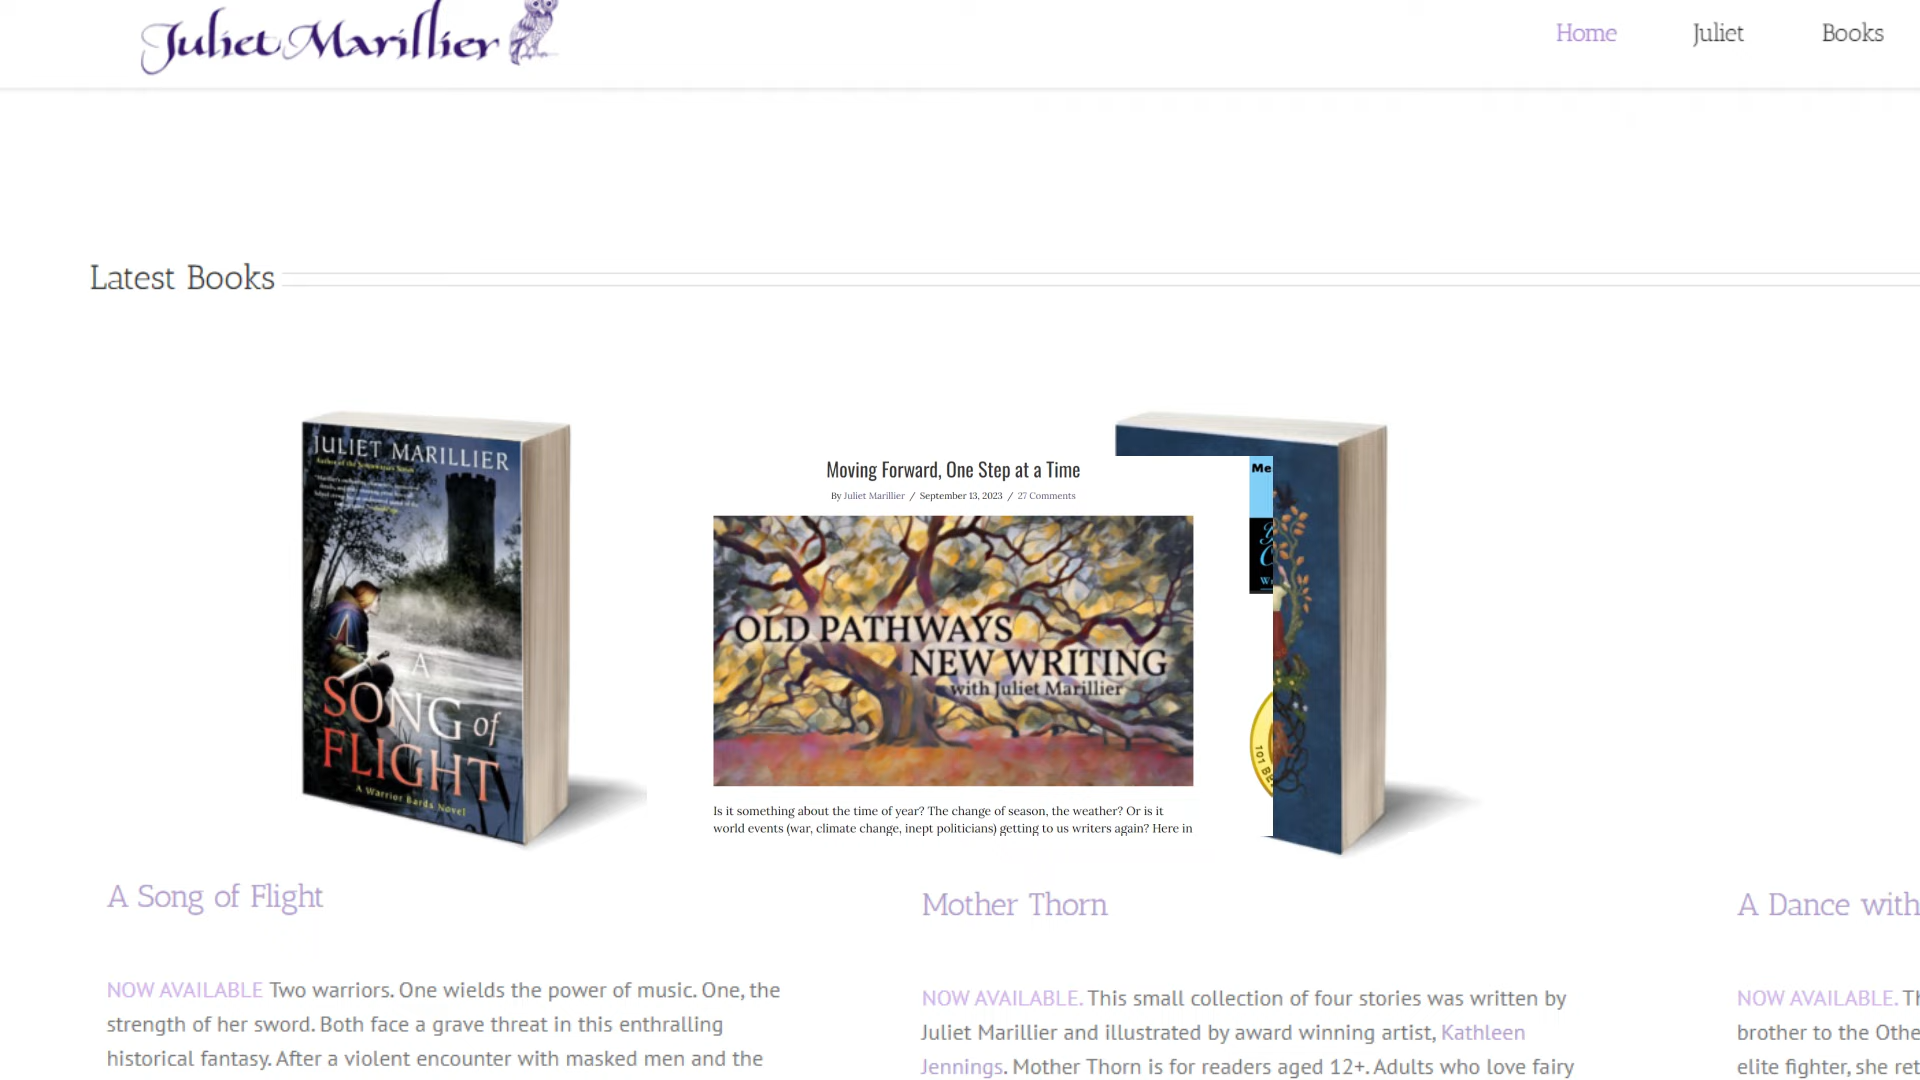 Juliet Marillier
Home
Juliet
Books
Latest Books
JULIET MARILLIER
A
SONG of
FLIGHT
A Warrior Bards Novel
Moving Forward, One Step at a Time
By Juliet Marillier / September 13, 2023 / 27 Comments
OLD PATHWAYS
NEW WRITING
with Juliet Marillier
Is it something about the time of year? The change of season, the weather? Or is it
world events (war, climate change, inept politicians) getting to us writers again? Here in
Me
101 BE
A Song of Flight
NOW AVAILABLE Two warriors. One wields the power of music. One, the
strength of her sword. Both face a grave threat in this enthralling
historical fantasy. After a violent encounter with masked men and the
Mother Thorn
NOW AVAILABLE. This small collection of four stories was written by
Juliet Marillier and illustrated by award winning artist, Kathleen
Jennings. Mother Thorn is for readers aged 12+. Adults who love fairy
A Dance with
NOW AVAILABLE. Th
brother to the Othe
elite fighter, she ret